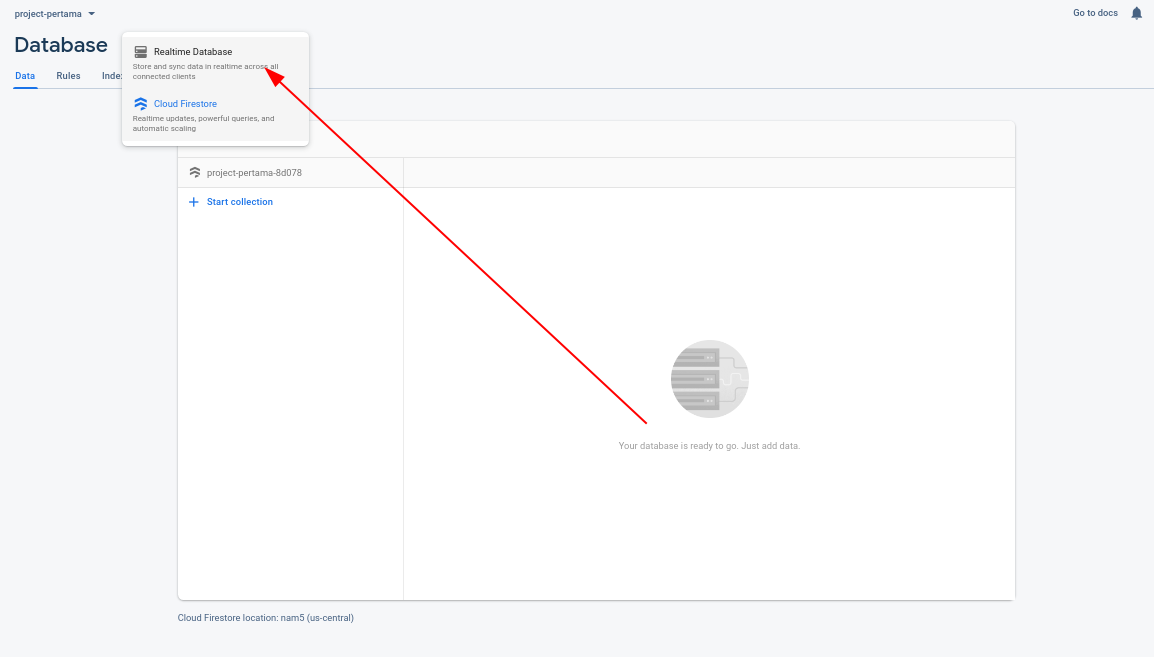 project-pertama
Go to docs
Database
Data
Rules
Inde
Realtime Database
Store and sync data in realtime across all
connected clients
Cloud Firestore
Realtime updates, powerful queries, and
automatic scaling
project-pertama-8d078
Start collection
Your database is ready to go. Just add data.
Cloud Firestore location: nam5 (us-central)